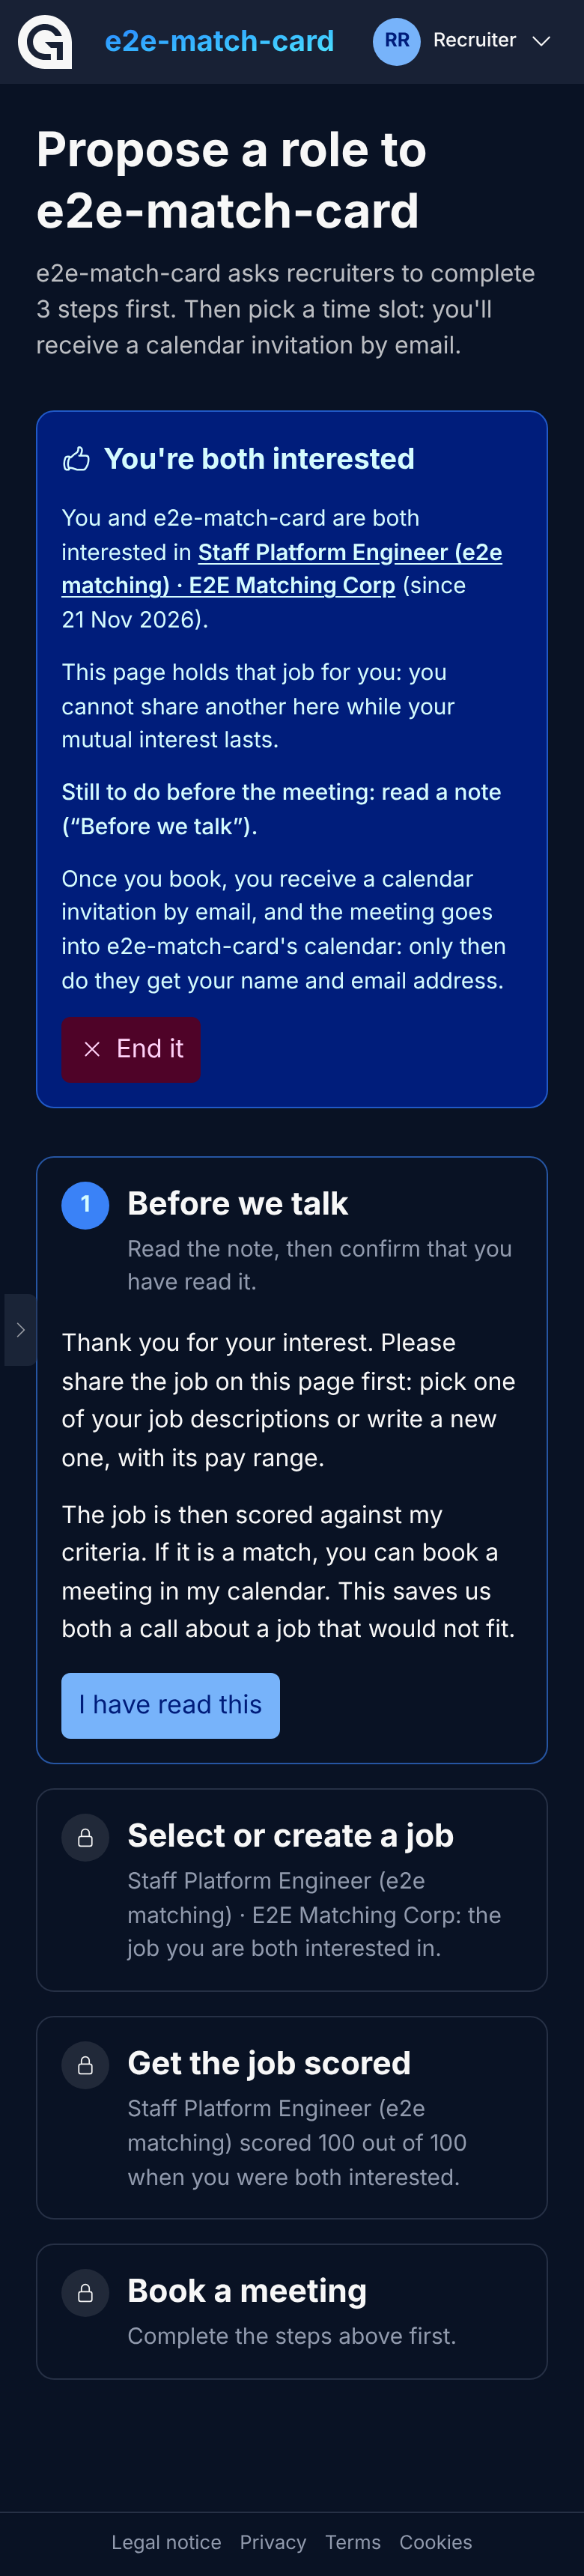 e2e-match-card
RR
Recruiter
Propose a role to
e2e-match-card
e2e-match-card asks recruiters to complete
3 steps first. Then pick a time slot: you'll
receive a calendar invitation by email.
You're both interested
You and e2e-match-card are both
interested in Staff Platform Engineer (e2e
matching) · E2E Matching Corp (since
21 Nov 2026).
This page holds that job for you: you
cannot share another here while your
mutual interest lasts.
Still to do before the meeting: read a note
(“Before we talk”).
Once you book, you receive a calendar
invitation by email, and the meeting goes
into e2e-match-card's calendar: only then
do they get your name and email address.
End it
1
Before we talk
Read the note, then confirm that you
have read it.
Thank you for your interest. Please
share the job on this page first: pick one
of your job descriptions or write a new
one, with its pay range.
The job is then scored against my
criteria. If it is a match, you can book a
meeting in my calendar. This saves us
both a call about a job that would not fit.
I have read this
Select or create a job
Staff Platform Engineer (e2e
matching) · E2E Matching Corp: the
job you are both interested in.
Get the job scored
Staff Platform Engineer (e2e
matching) scored 100 out of 100
when you were both interested.
Book a meeting
Complete the steps above first.
Legal notice Privacy Terms Cookies